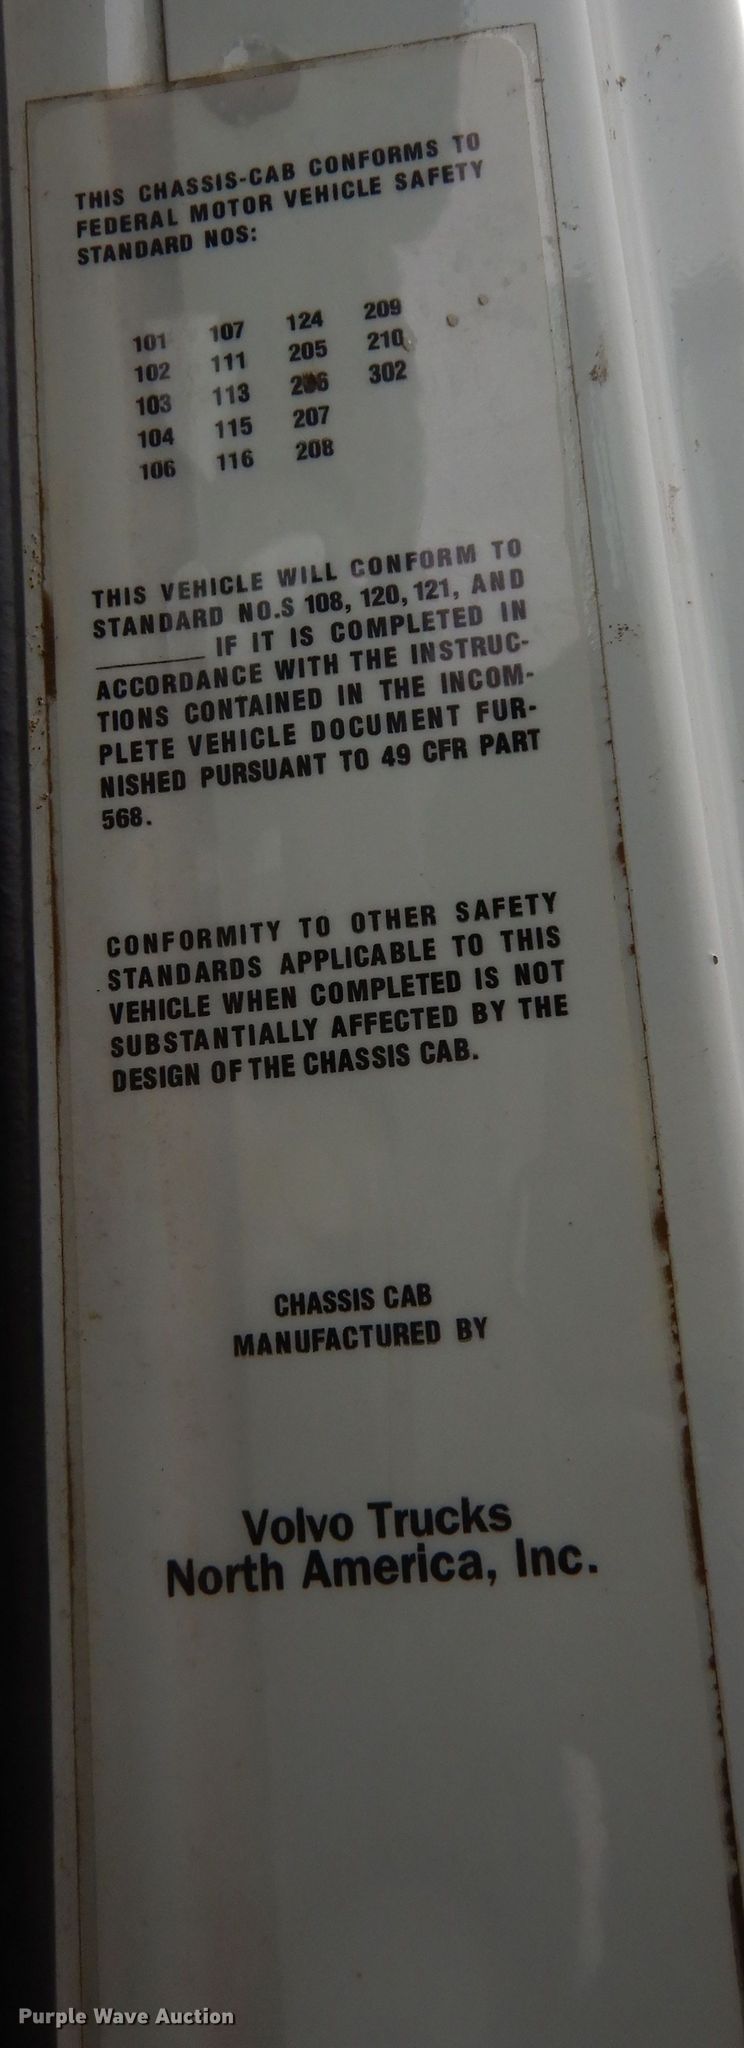 THIS CHASSIS-CAB CONFORMS TO
FEDERAL MOTOR VEHICLE SAFETY
STANDARD NOS:
101 107 124 209
102 111 205 210
103 113 206 302
104 115 207
106 116 208
THIS VEHICLE WILL CONFORM TO
STANDARD NO.S 108, 120, 121, AND
________ IF IT IS COMPLETED IN
ACCORDANCE WITH THE INSTRUC-
TIONS CONTAINED IN THE INCOM-
PLETE VEHICLE DOCUMENT FUR-
NISHED PURSUANT TO 49 CFR PART
568.
CONFORMITY TO OTHER SAFETY
STANDARDS APPLICABLE TO THIS
VEHICLE WHEN COMPLETED IS NOT
SUBSTANTIALLY AFFECTED BY THE
DESIGN OF THE CHASSIS CAB.
CHASSIS CAB
MANUFACTURED BY
Volvo Trucks
North America, Inc.
Purple Wave Auction